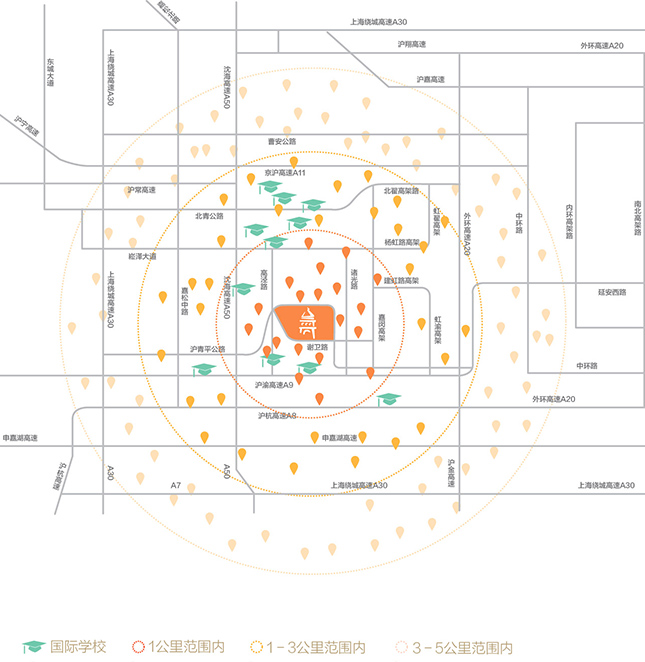 上海绕城高速A30
沪翔高速
外环高速A20
沪嘉高速
东城大道
上海绕城高速A30
沈海高速A50
沪宁高速
曹安公路
京沪高速A11
沪常高速
北翟高架路
北青公路
虹翟高架
外环高速A20
中环路
内环高架路
南北高架路
杨虹路高架
崧泽大道
建虹路高架
高泾路
诸光路
上海绕城高速A30
嘉松中路
沈海高速A50
延安西路
嘉闵高架
虹渝高架
谢卫路
沪青平公路
中环路
沪渝高速A9
外环高速A20
沪杭高速A8
申嘉湖高速
申嘉湖高速
A30
A50
A7
上海绕城高速A30
上海绕城高速A30
国际学校
1公里范围内
1－3公里范围内
3－5公里范围内